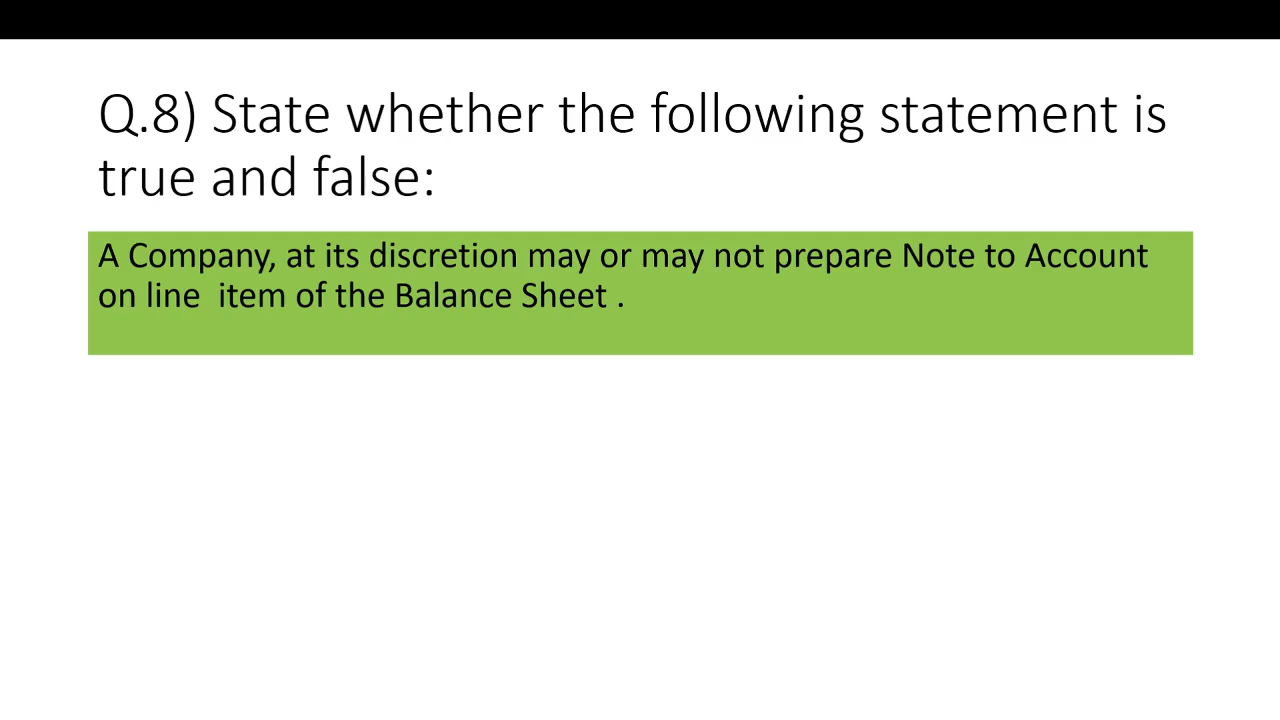 Q.8) State whether the following statement is
true and false:
A Company, at its discretion may or may not prepare Note to Account
on line  item of the Balance Sheet .